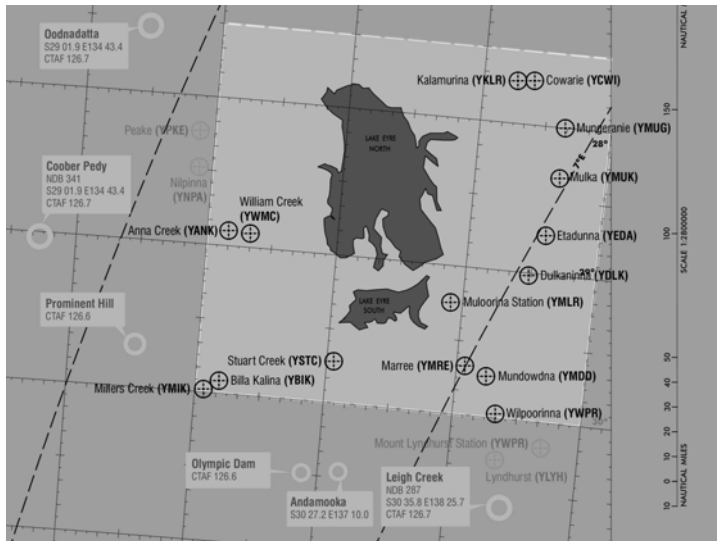 Oodnadatta
S29 01.9 E134 43.4
CTAF 126.7
NAUTICAL
Kalamurina (YKLR)
Cowarie (YCWI)
150
Peake (YPKE)
LAKE EYRE
NORTH
Mungeranie (YMUG)
28°
7°E
Coober Pedy
NDB 341
S29 01.9 E134 43.4
CTAF 126.7
Nilpinna
(YNPA)
Mulka (YMUK)
William Creek
(YWMC)
Anna Creek (YANK)
Etadunna (YEDA)
100
SCALE 1:2800000
Dulkaninna (YDLK)
29°
Prominent Hill
CTAF 126.6
LAKE EYRE
SOUTH
Muloorina Station (YMLR)
Stuart Creek (YSTC)
Marree (YMRE)
50
Millers Creek (YMIK)
Billa Kalina (YBIK)
Mundowdna (YMDD)
40
30
Wilpoorinna (YWPR)
30°
20
Mount Lyndhurst Station (YWPR)
10
Olympic Dam
CTAF 126.6
Lyndhurst (YLYH)
Leigh Creek
NDB 287
S30 35.8 E138 25.7
CTAF 126.7
0
Andamooka
S30 27.2 E137 10.0
10
NAUTICAL MILES